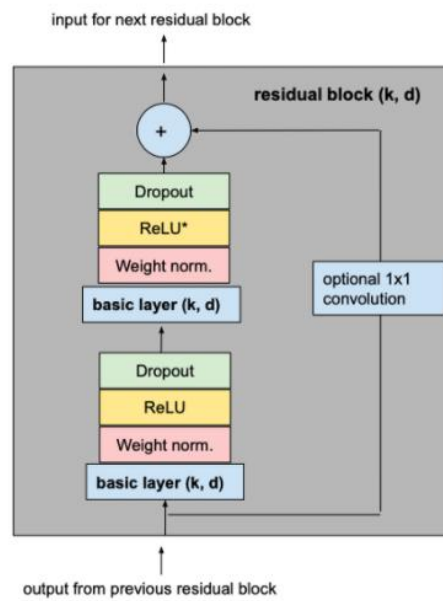 input for next residual block
residual block (k, d)
+
Dropout
ReLU*
Weight norm.
basic layer (k, d)
optional 1x1
convolution
Dropout
ReLU
Weight norm.
basic layer (k, d)
output from previous residual block